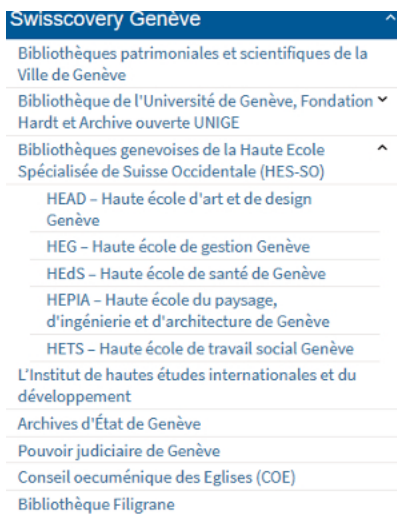 Swisscovery Genève
Bibliothèques patrimoniales et scientifiques de la
Ville de Genève
Bibliothèque de l'Université de Genève, Fondation
Hardt et Archive ouverte UNIGE
Bibliothèques genevoises de la Haute Ecole
Spécialisée de Suisse Occidentale (HES-SO)
HEAD – Haute école d'art et de design
Genève
HEG – Haute école de gestion Genève
HEdS – Haute école de santé de Genève
HEPIA – Haute école du paysage,
d'ingénierie et d'architecture de Genève
HETS – Haute école de travail social Genève
L'Institut de hautes études internationales et du
développement
Archives d'État de Genève
Pouvoir judiciaire de Genève
Conseil oecuménique des Eglises (COE)
Bibliothèque Filigrane